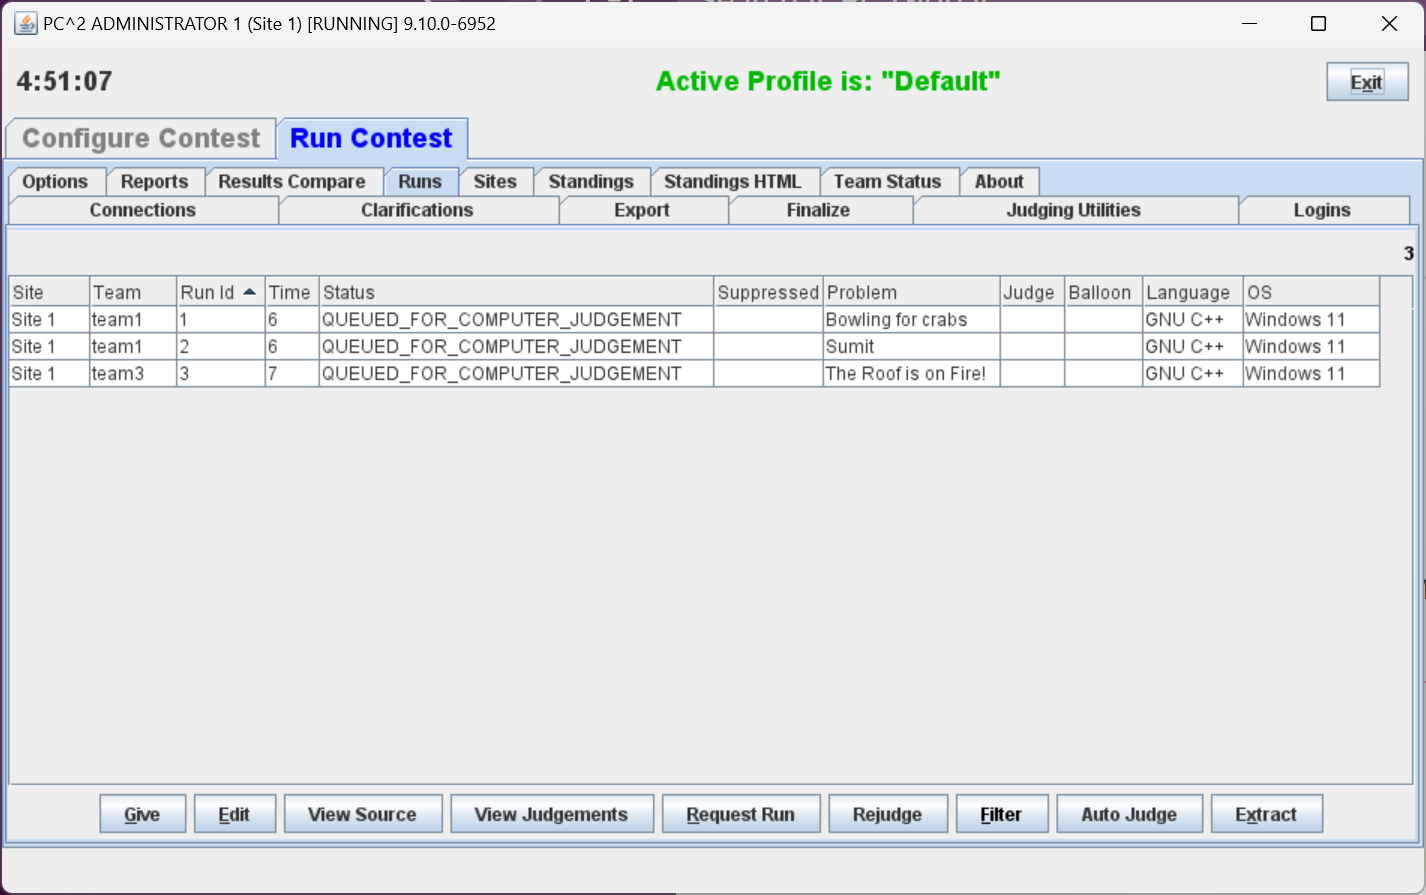 PC^2 ADMINISTRATOR 1 (Site 1) [RUNNING] 9.10.0-6952
4:51:07 Active Profile is: "Default" Exit
Configure Contest Run Contest
Options Reports Results Compare Runs Sites Standings Standings HTML Team Status About
Connections Clarifications Export Finalize Judging Utilities Logins
3
Site Team Run Id Time Status Suppressed Problem Judge Balloon Language OS
Site 1 team1 1 6 QUEUED_FOR_COMPUTER_JUDGEMENT Bowling for crabs GNU C++ Windows 11
Site 1 team1 2 6 QUEUED_FOR_COMPUTER_JUDGEMENT Sumit GNU C++ Windows 11
Site 1 team3 3 7 QUEUED_FOR_COMPUTER_JUDGEMENT The Roof is on Fire! GNU C++ Windows 11
Give Edit View Source View Judgements Request Run Rejudge Filter Auto Judge Extract